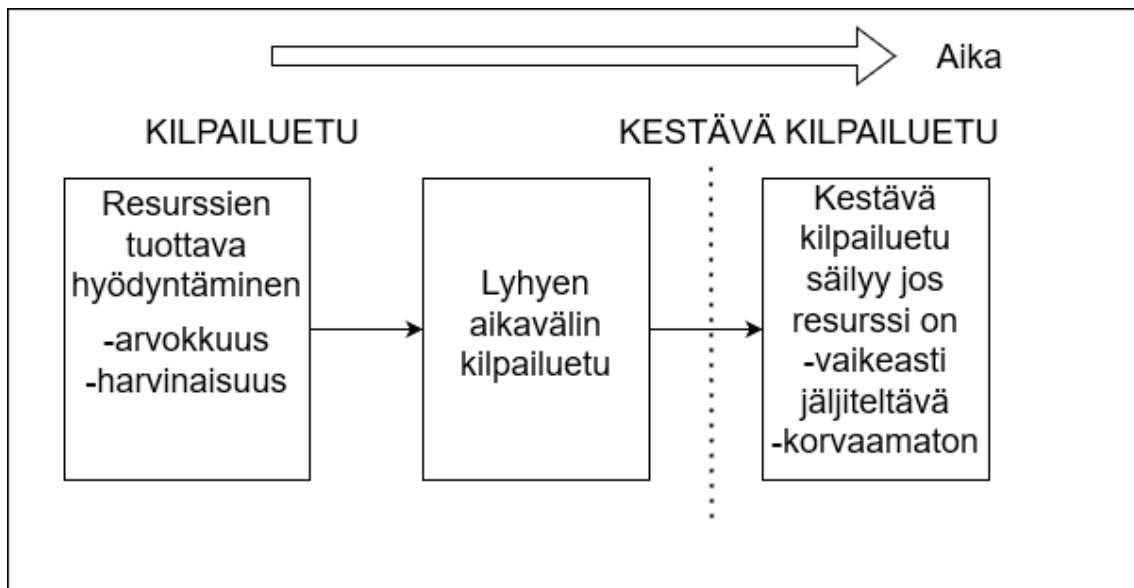 Aika
KILPAILUETU
KESTÄVÄ KILPAILUETU
Resurssien
tuottava
hyödyntäminen
-arvokkuus
-harvinaisuus
Lyhyen
aikavälin
kilpailuetu
Kestävä
kilpailuetu
säilyy jos
resurssi on
-vaikeasti
jäljiteltävä
-korvaamaton